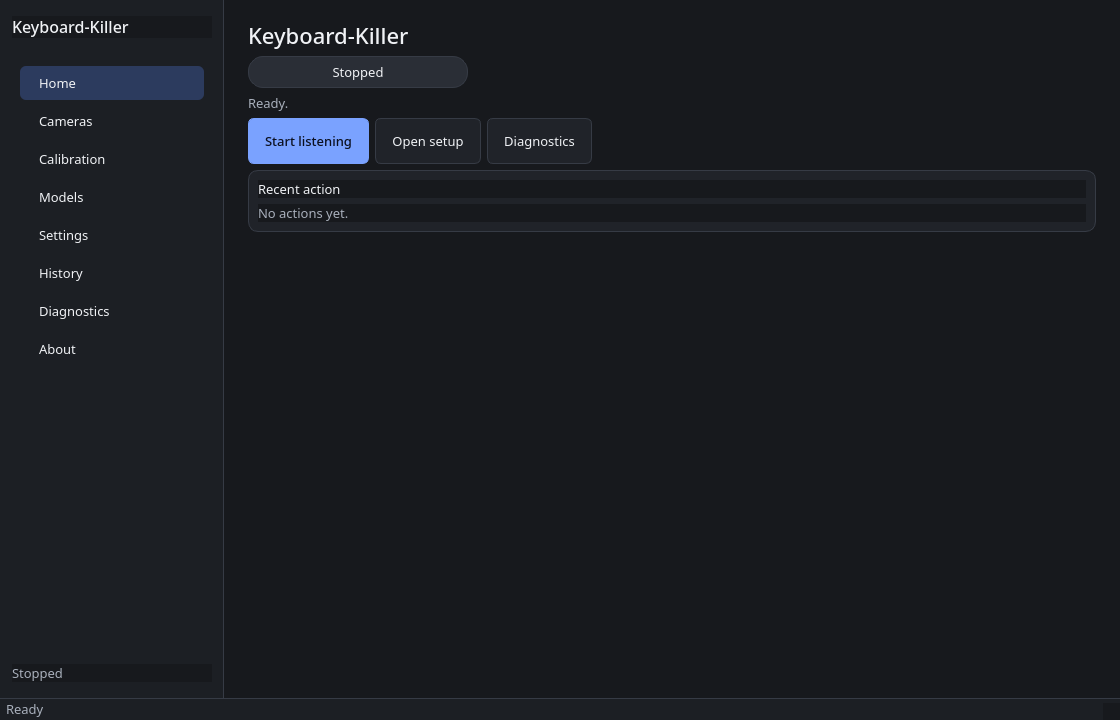 Keyboard-Killer
Home
Cameras
Calibration
Models
Settings
History
Diagnostics
About
Stopped
Keyboard-Killer
Stopped
Ready.
Start listening
Open setup
Diagnostics
Recent action
No actions yet.
Ready